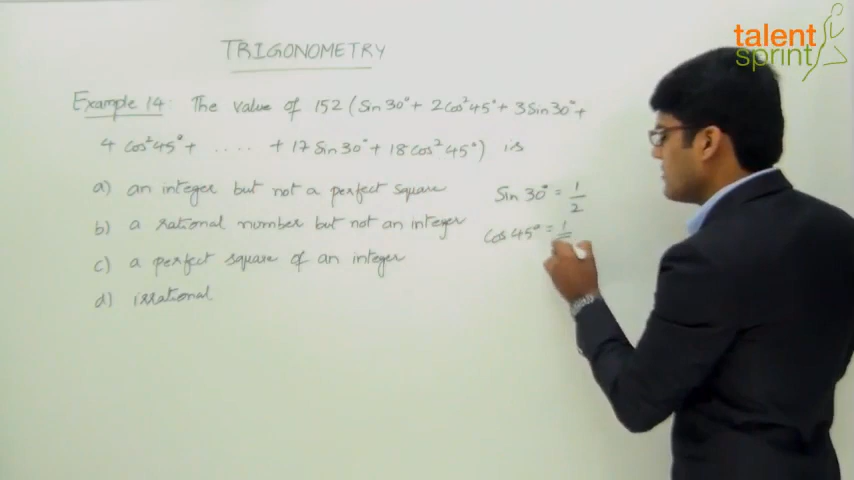 talent
sprint
TRIGONOMETRY
Example 14: The value of 152 (Sin 30° + 2 Cos² 45° + 3 Sin 30° +
4 Cos² 45° + .... + 17 Sin 30° + 18 Cos² 45°) is
a) an integer but not a perfect square
b) a rational number but not an integer
c) a perfect square of an integer
d) irrational
Sin 30° = 1/2
Cos 45° = 1/